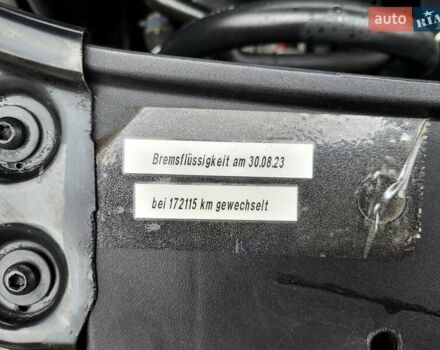 auto RIA
Bremsflüssigkeit am 30.08.23
bei 172115 km gewechselt